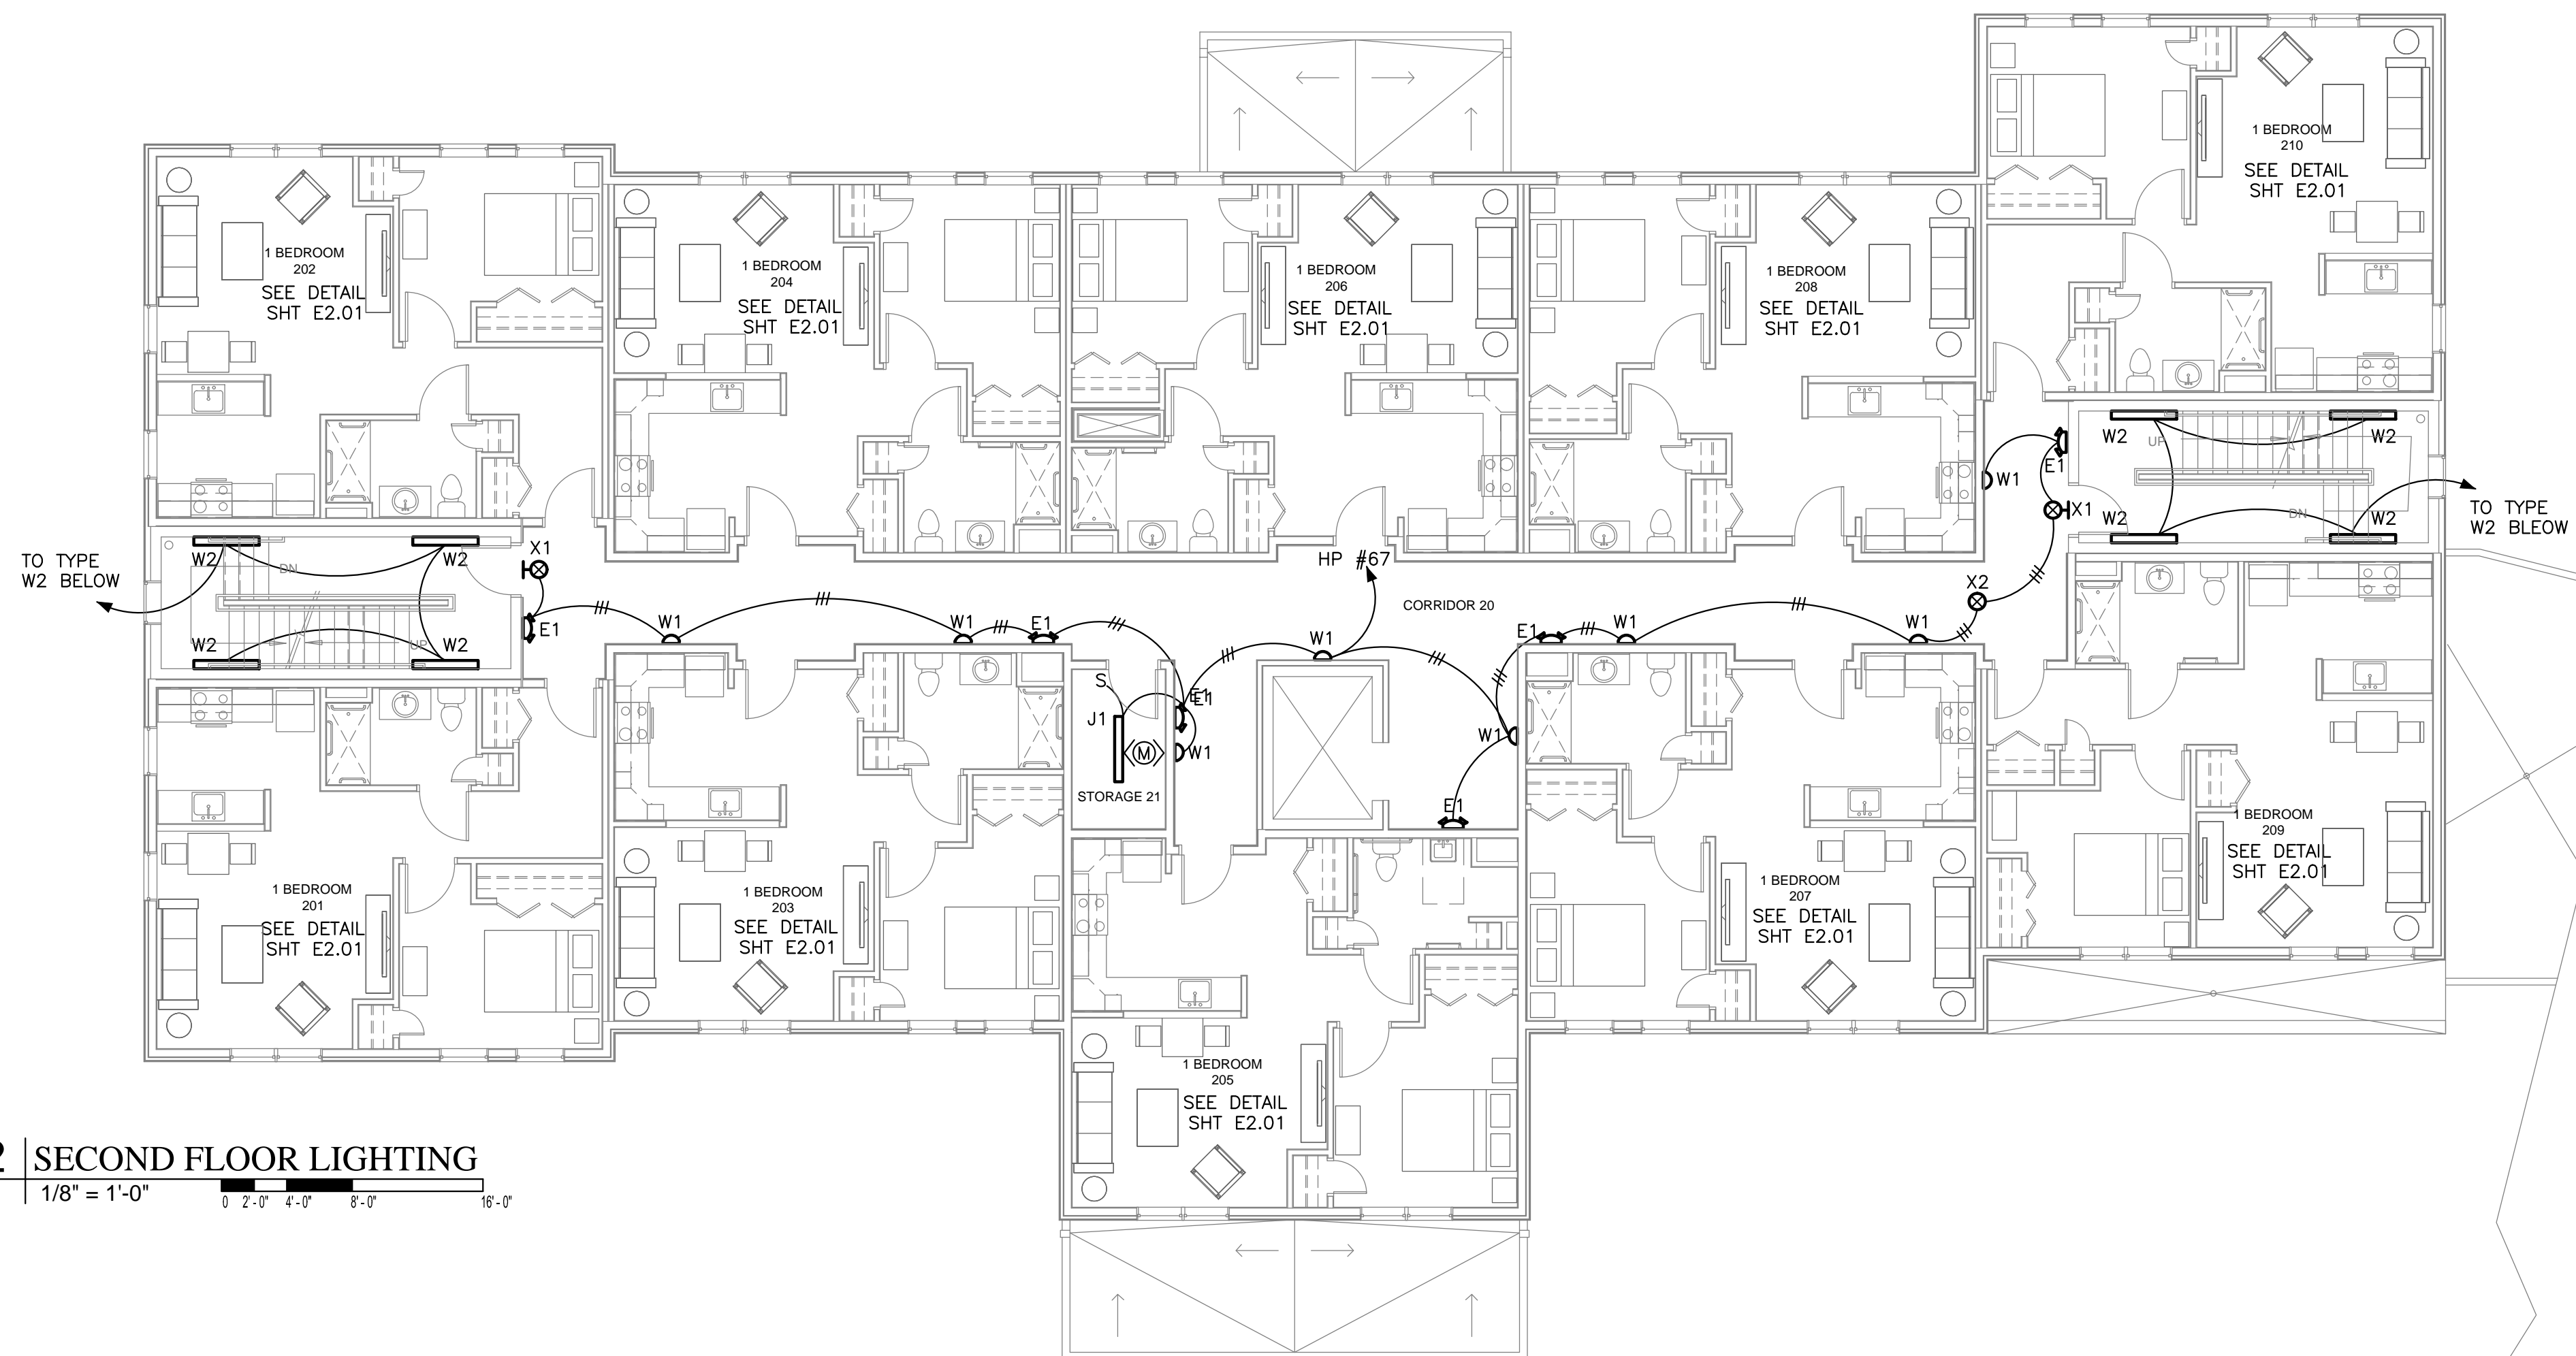 1 BEDROOM
210
SEE DETAIL
SHT E2.01
1 BEDROOM
202
SEE DETAIL
SHT E2.01
1 BEDROOM
204
SEE DETAIL
SHT E2.01
1 BEDROOM
206
SEE DETAIL
SHT E2.01
1 BEDROOM
208
SEE DETAIL
SHT E2.01
W2
UP
W2
E1
W1
X1
W2
DN
W2
TO TYPE
W2 BLEOW
TO TYPE
W2 BELOW
W2
DN
W2
X1
HP #67
CORRIDOR 20
X2
E1
W1
W1
E1
W1
E1
W1
W1
W2
UP
W2
S
E1
E1
J1
M
W1
W1
STORAGE 21
E1
1 BEDROOM
201
SEE DETAIL
SHT E2.01
1 BEDROOM
203
SEE DETAIL
SHT E2.01
1 BEDROOM
207
SEE DETAIL
SHT E2.01
1 BEDROOM
209
SEE DETAIL
SHT E2.01
1 BEDROOM
205
SEE DETAIL
SHT E2.01
2
SECOND FLOOR LIGHTING
1/8" = 1'-0"
0 2'-0" 4'-0" 8'-0" 16'-0"